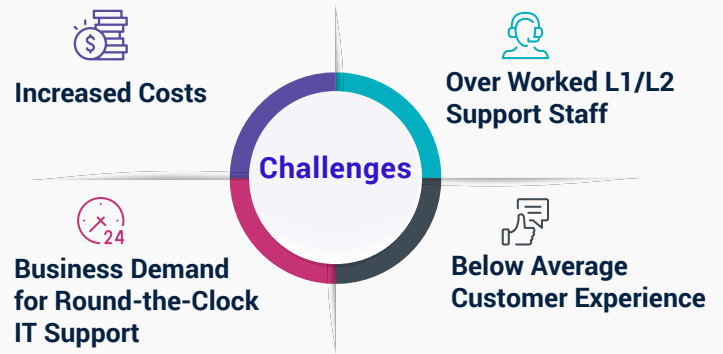 Increased Costs
Over Worked L1/L2
Support Staff
Challenges
24
Business Demand
for Round-the-Clock
IT Support
Below Average
Customer Experience